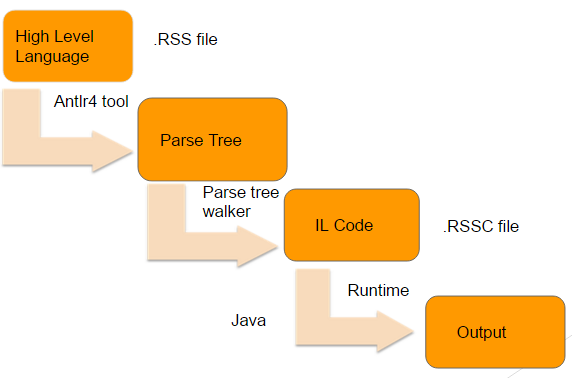 High Level
Language
.RSS file
Antlr4 tool
Parse Tree
Parse tree
walker
IL Code
.RSSC file
Runtime
Java
Output